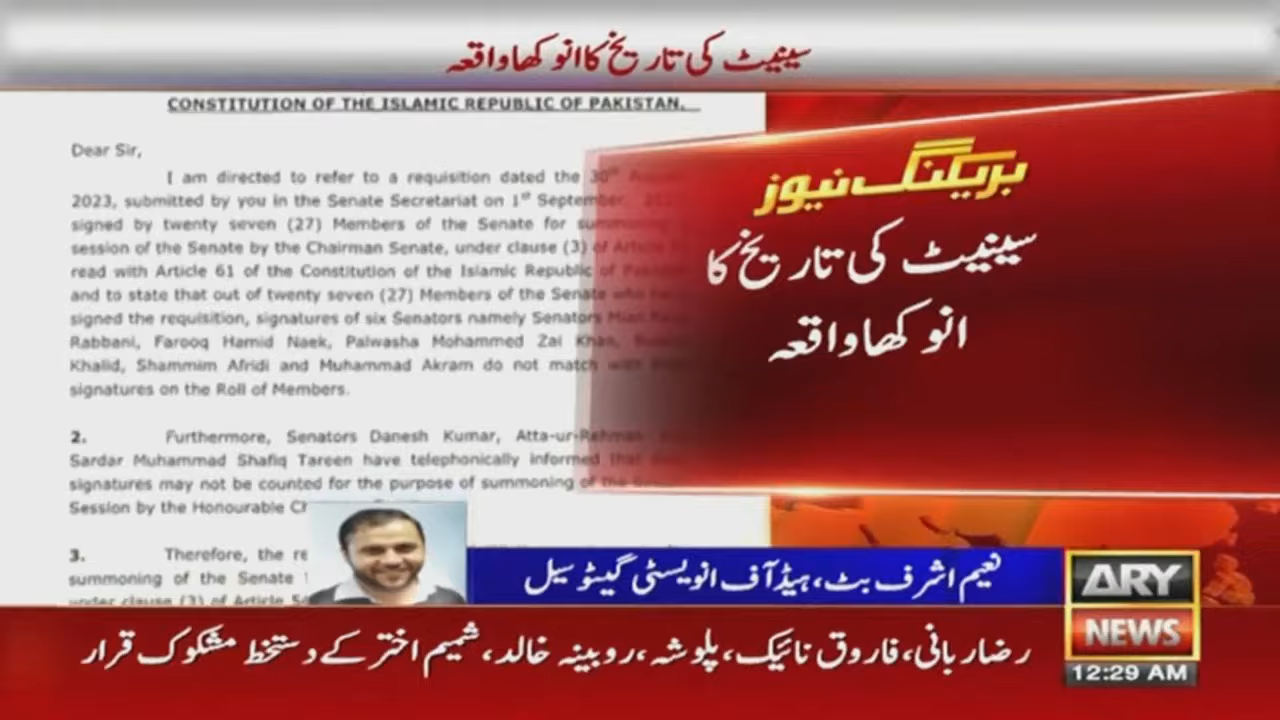 سینیٹ کی تاریخ کا انوکھا واقعہ
CONSTITUTION OF THE ISLAMIC REPUBLIC OF PAKISTAN.
Dear Sir,
I am directed to refer to a requisition dated the 30th
2023, submitted by you in the Senate Secretariat on 1st September,
signed by twenty seven (27) Members of the Senate for summoning
session of the Senate by the Chairman Senate, under clause (3) of Article
read with Article 61 of the Constitution of the Islamic Republic of Pakistan
and to state that out of twenty seven (27) Members of the Senate who
signed the requisition, signatures of six Senators namely Senators Mian
Rabbani, Farooq Hamid Naek, Palwasha Mohammed Zai Khan,
Khalid, Shammim Afridi and Muhammad Akram do not match with
signatures on the Roll of Members.
2. Furthermore, Senators Danesh Kumar, Atta-ur-Rehman
Sardar Muhammad Shafiq Tareen have telephonically informed that
signatures may not be counted for the purpose of summoning of the
Session by the Honourable Ch
3. Therefore, the re
summoning of the Senate
under clause (3) of Article
بریکنگ نیوز
سینیٹ کی تاریخ کا
انوکھا واقعہ
نعیم اشرف بٹ، ہیڈ آف انویسٹی گیٹو سیل
ARY
NEWS
12:29 AM
رضا ربانی، فاروق نائیک، پلوشہ، روبینہ خالد، شمیم اختر کے دستخط مشکوک قرار